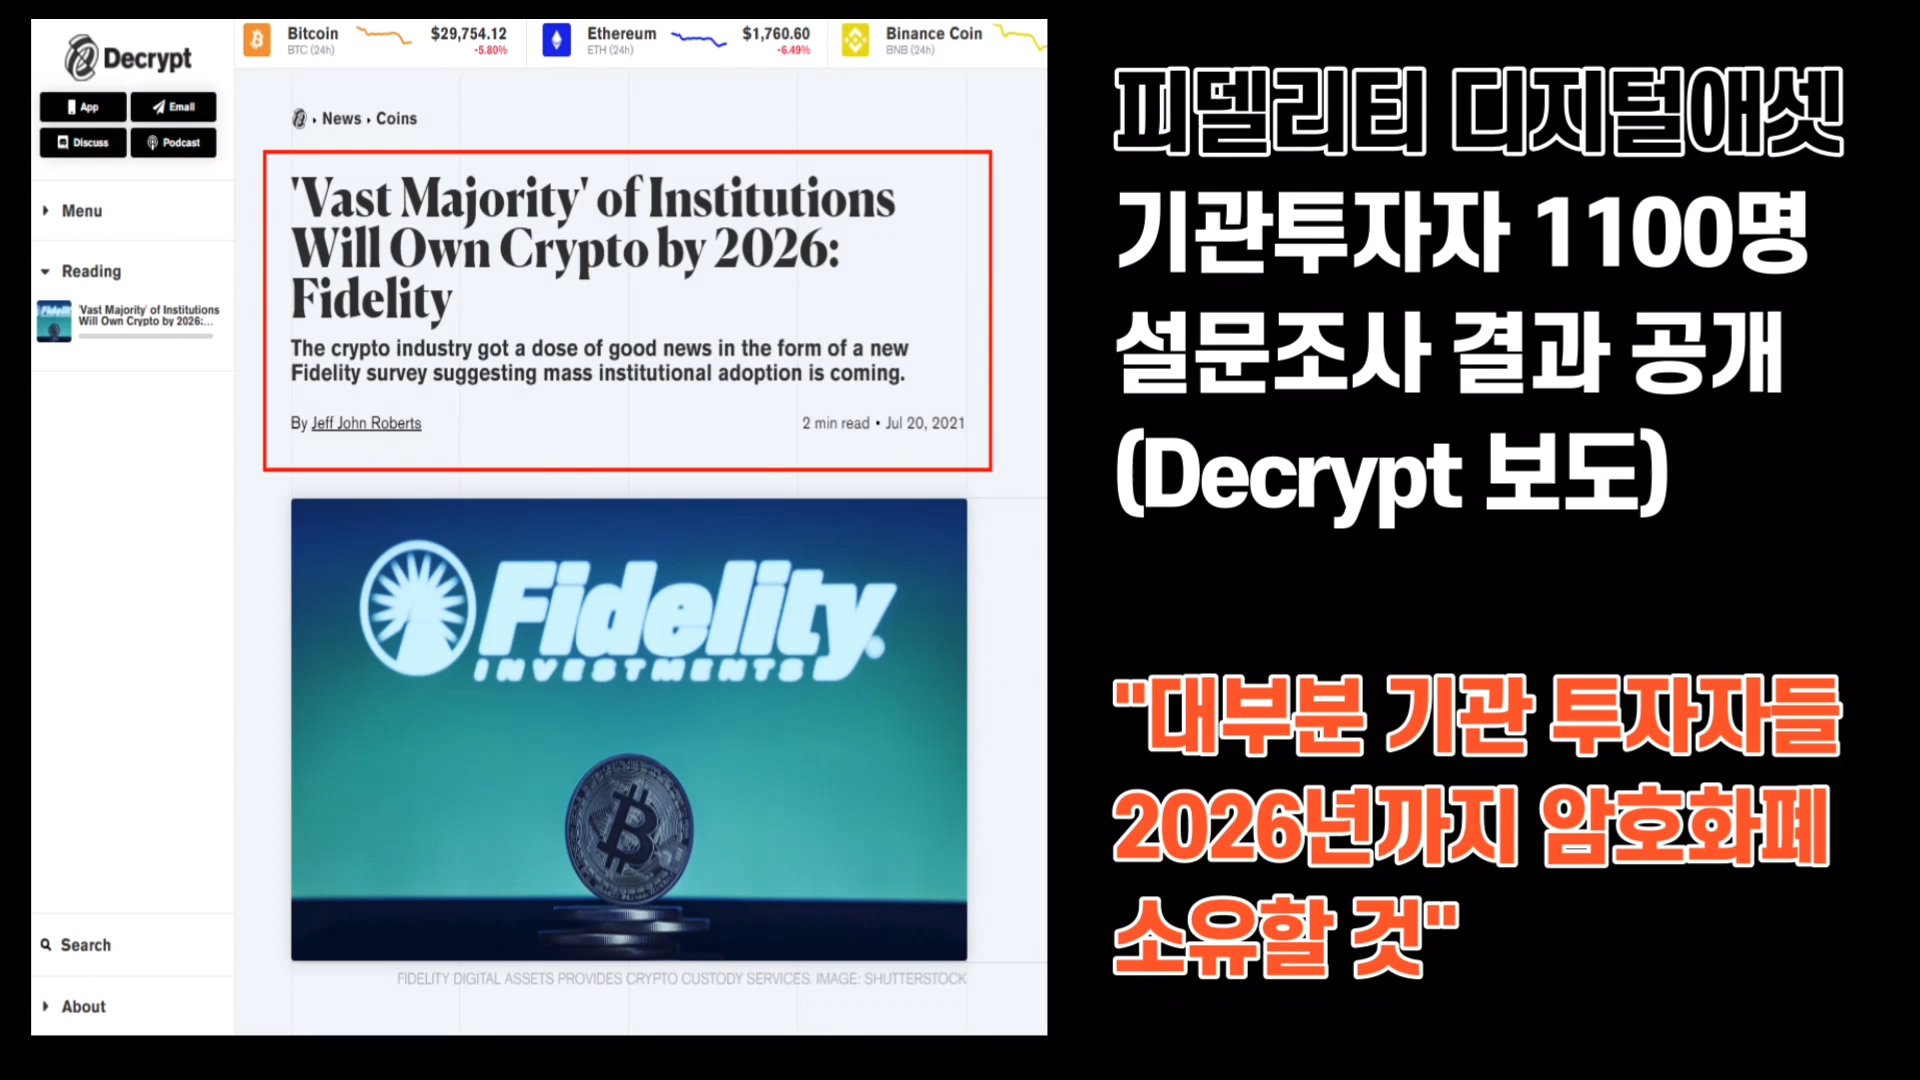 Decrypt
App
Email
Discuss
Podcast
Menu
Reading
'Vast Majority' of Institutions
Will Own Crypto by 2026:...
Search
About
Bitcoin
BTC (24h)
$29,754.12
-5.80%
Ethereum
ETH (24h)
$1,760.60
-6.49%
Binance Coin
BNB (24h)
News
Coins
'Vast Majority' of Institutions
Will Own Crypto by 2026:
Fidelity
The crypto industry got a dose of good news in the form of a new
Fidelity survey suggesting mass institutional adoption is coming.
By Jeff John Roberts
2 min read • Jul 20, 2021
Fidelity
INVESTMENTS
FIDELITY DIGITAL ASSETS PROVIDES CRYPTO CUSTODY SERVICES. IMAGE: SHUTTERSTOCK
피델리티 디지털애셋
기관투자자 1100명
설문조사 결과 공개
(Decrypt 보도)
"대부분 기관 투자자들
2026년까지 암호화폐
소유할 것"